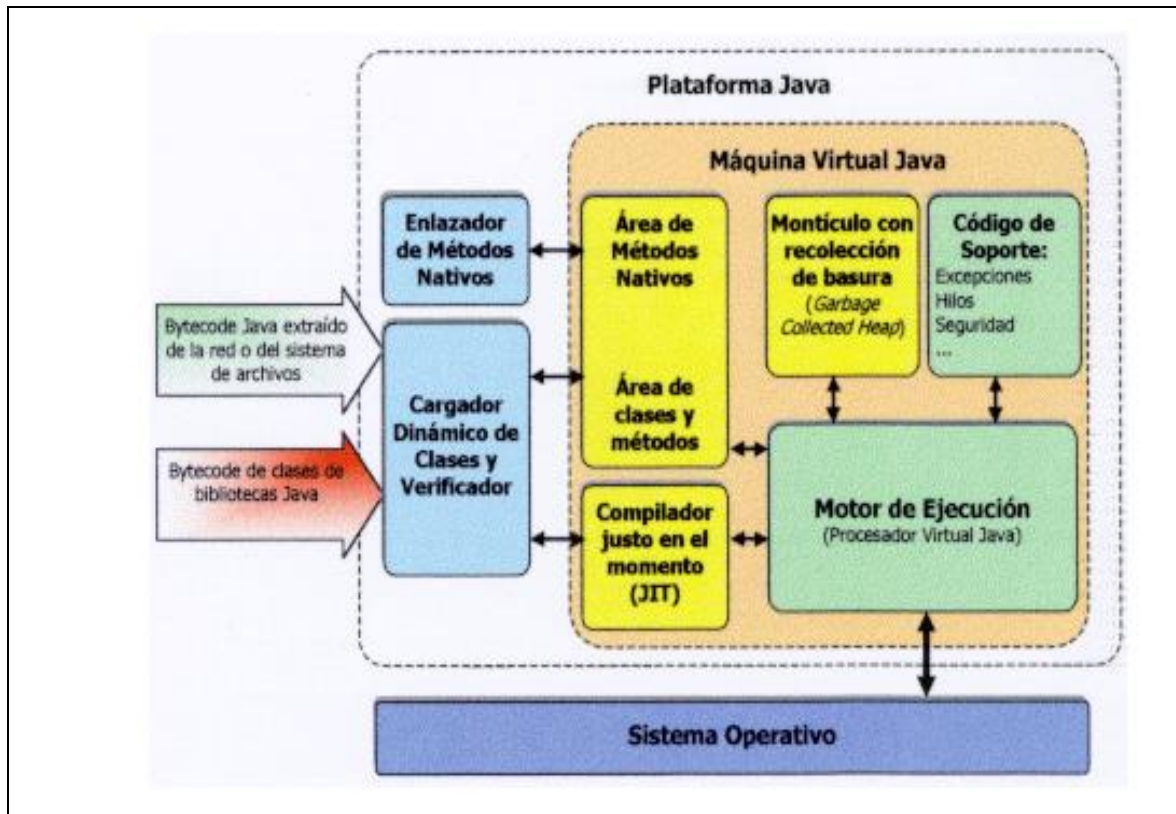 Plataforma Java
Máquina Virtual Java
Enlazador
de Métodos
Nativos
Área de
Métodos
Nativos
Montículo con
recolección
de basura
(Garbage
Collected Heap)
Código de
Soporte:
Excepciones
Hilos
Seguridad
...
Bytecode Java extraído
de la red o del sistema
de archivos
Cargador
Dinámico de
Clases y
Verificador
Área de
clases y
métodos
Bytecode de clases de
bibliotecas Java
Compilador
justo en el
momento
(JIT)
Motor de Ejecución
(Procesador Virtual Java)
Sistema Operativo